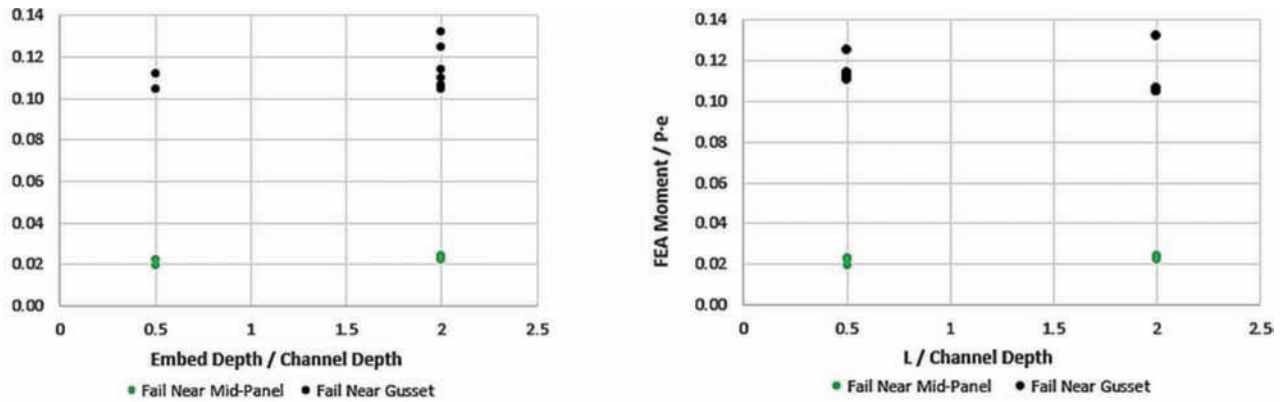 0.14
0.12
0.10
0.08
0.06
0.04
0.02
0.00
0 0.5 1 1.5 2 2.5
Embed Depth / Channel Depth
Fail Near Mid-Panel Fail Near Gusset
FEA Moment / P·e
0.14
0.12
0.10
0.08
0.06
0.04
0.02
0.00
0 0.5 1 1.5 2 2.5
L / Channel Depth
Fail Near Mid-Panel Fail Near Gusset